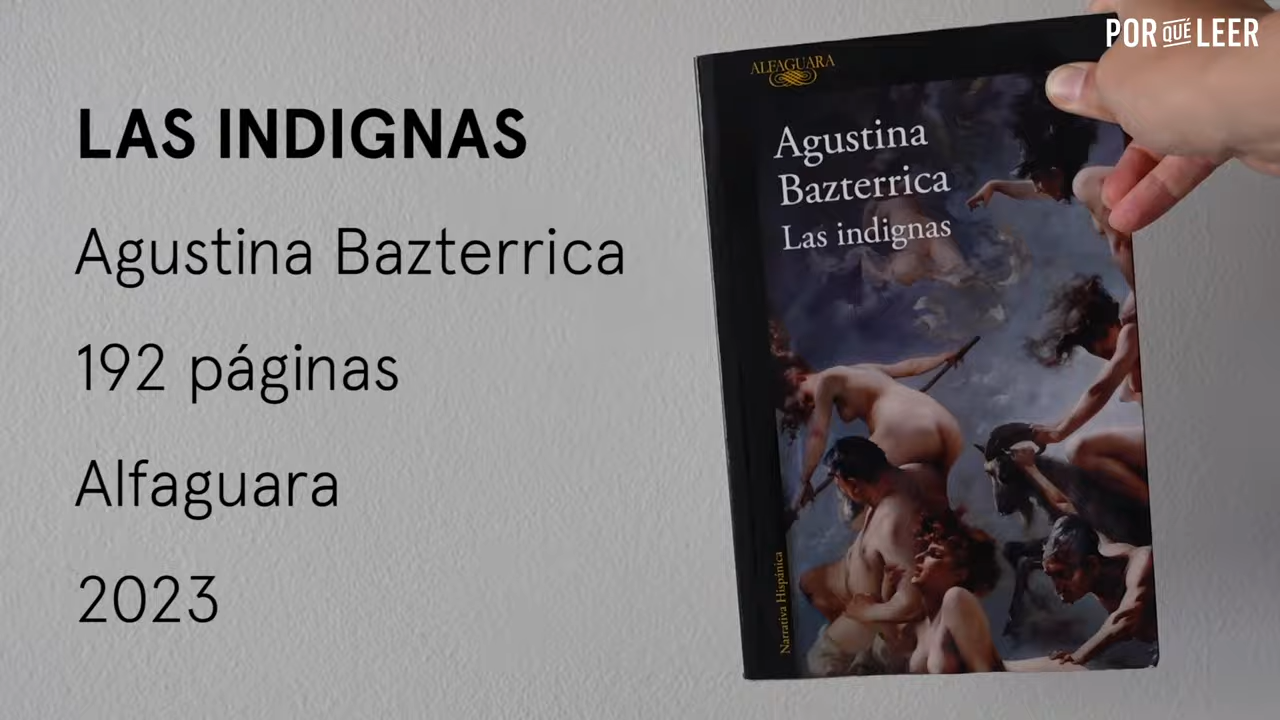 LAS INDIGNAS
Agustina Bazterrica
192 páginas
Alfaguara
2023
ALFAGUARA
Agustina
Bazterrica
Las indignas
Narrativa Hispánica
POR QUÉ LEER